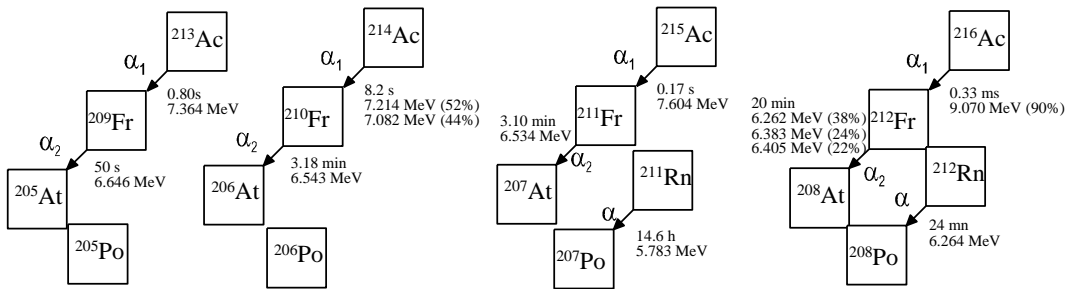 ²¹³Ac
α₁
0.80s
7.364 MeV
²⁰⁹Fr
α₂
50 s
6.646 MeV
²⁰⁵At
²⁰⁵Po
²¹⁴Ac
α₁
8.2 s
7.214 MeV (52%)
7.082 MeV (44%)
²¹⁰Fr
α₂
3.18 min
6.543 MeV
²⁰⁶At
²⁰⁶Po
²¹⁵Ac
α₁
0.17 s
7.604 MeV
²¹¹Fr
3.10 min
6.534 MeV
α₂
²⁰⁷At
²¹¹Rn
α
14.6 h
5.783 MeV
²⁰⁷Po
²¹⁶Ac
α₁
0.33 ms
9.070 MeV (90%)
²¹²Fr
20 min
6.262 MeV (38%)
6.383 MeV (24%)
6.405 MeV (22%)
α₂
²⁰⁸At
²¹²Rn
α
24 mn
6.264 MeV
²⁰⁸Po